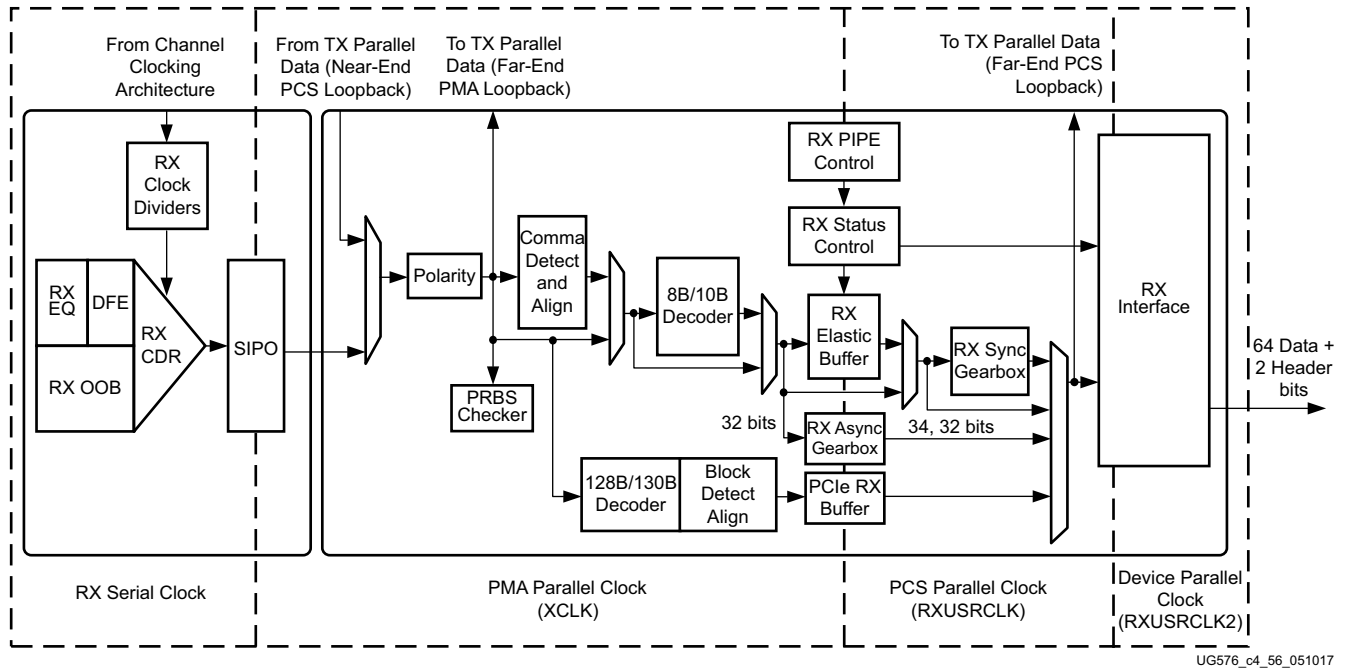 From Channel
Clocking
Architecture
From TX Parallel
Data (Near-End
PCS Loopback)
To TX Parallel
Data (Far-End
PMA Loopback)
To TX Parallel Data
(Far-End PCS
Loopback)
RX
Clock
Dividers
RX
EQ
DFE
RX
CDR
RX OOB
SIPO
Polarity
Comma
Detect
and
Align
PRBS
Checker
8B/10B
Decoder
RX PIPE
Control
RX Status
Control
RX
Elastic
Buffer
RX Sync
Gearbox
RX
Interface
32 bits
RX Async
Gearbox
34, 32 bits
128B/130B
Decoder
Block
Detect
Align
PCIe RX
Buffer
64 Data +
2 Header
bits
RX Serial Clock
PMA Parallel Clock
(XCLK)
PCS Parallel Clock
(RXUSRCLK)
Device Parallel
Clock
(RXUSRCLK2)
UG576_c4_56_051017